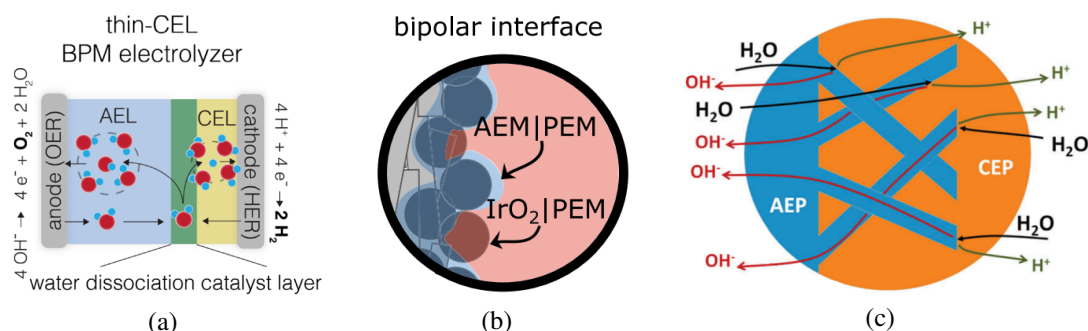 thin-CEL
BPM electrolyzer
4 OH⁻ → 4 e⁻ + O₂ + 2 H₂O
anode (OER)
AEL
CEL
cathode (HER)
4 H⁺ + 4 e⁻→2 H₂
water dissociation catalyst layer
(a)
bipolar interface
AEM|PEM
IrO₂|PEM
(b)
H₂O
H⁺
OH⁻
H₂O
H⁺
H⁺
OH⁻
H₂O
OH⁻
CEP
AEP
H₂O
OH⁻
H⁺
(c)